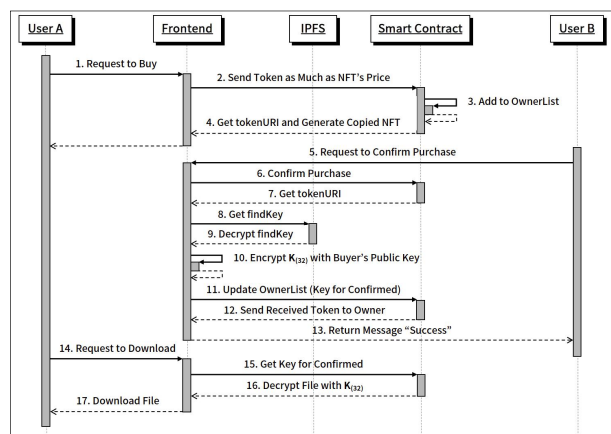 User A
Frontend
IPFS
Smart Contract
User B
1. Request to Buy
2. Send Token as Much as NFT's Price
3. Add to OwnerList
4. Get tokenURI and Generate Copied NFT
5. Request to Confirm Purchase
6. Confirm Purchase
7. Get tokenURI
8. Get findKey
9. Decrypt findKey
10. Encrypt K(32) with Buyer's Public Key
11. Update OwnerList (Key for Confirmed)
12. Send Received Token to Owner
13. Return Message “Success”
14. Request to Download
15. Get Key for Confirmed
16. Decrypt File with K(32)
17. Download File